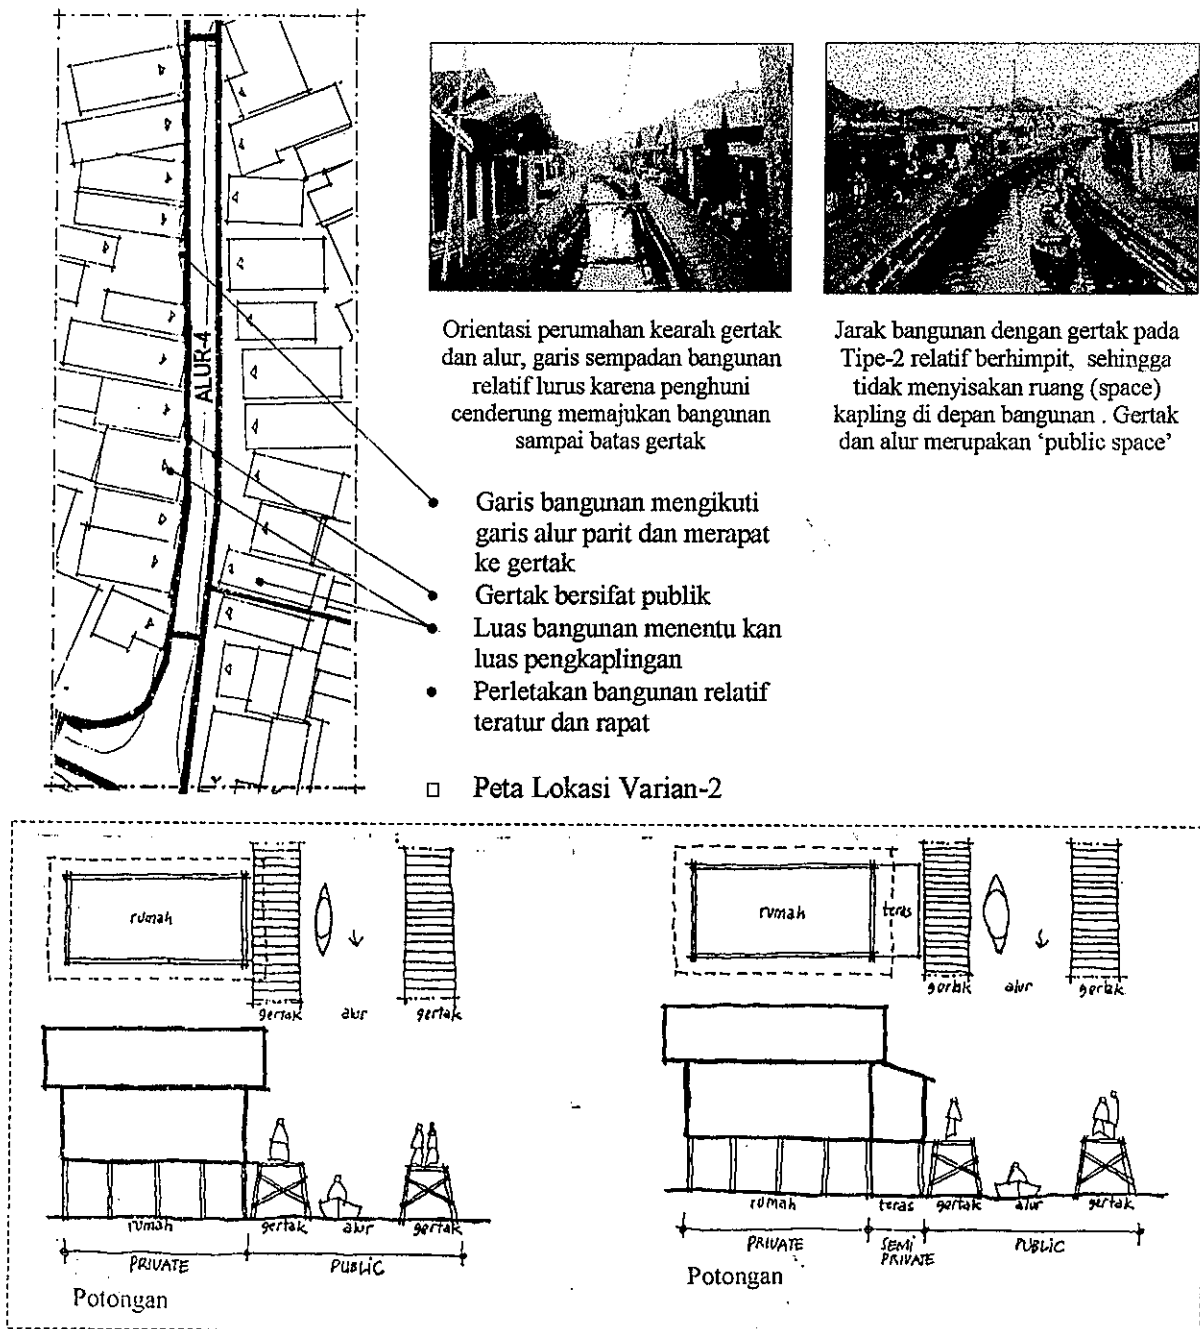 ALUR-4
Orientasi perumahan kearah gertak
dan alur, garis sempadan bangunan
relatif lurus karena penghuni
cenderung memajukan bangunan
sampai batas gertak
Jarak bangunan dengan gertak pada
Tipe-2 relatif berhimpit, sehingga
tidak menyisakan ruang (space)
kapling di depan bangunan . Gertak
dan alur merupakan ‘public space’
• Garis bangunan mengikuti
garis alur parit dan merapat
ke gertak
• Gertak bersifat publik
• Luas bangunan menentu kan
luas pengkaplingan
• Perletakan bangunan relatif
teratur dan rapat
□ Peta Lokasi Varian-2
rumah
gertak alur gertak
rumah gertak alur gertak
PRIVATE PUBLIC
Potongan
rumah teras
gertak alur gertak
rumah teras gertak alur gertak
PRIVATE SEMI PRIVATE PUBLIC
Potongan